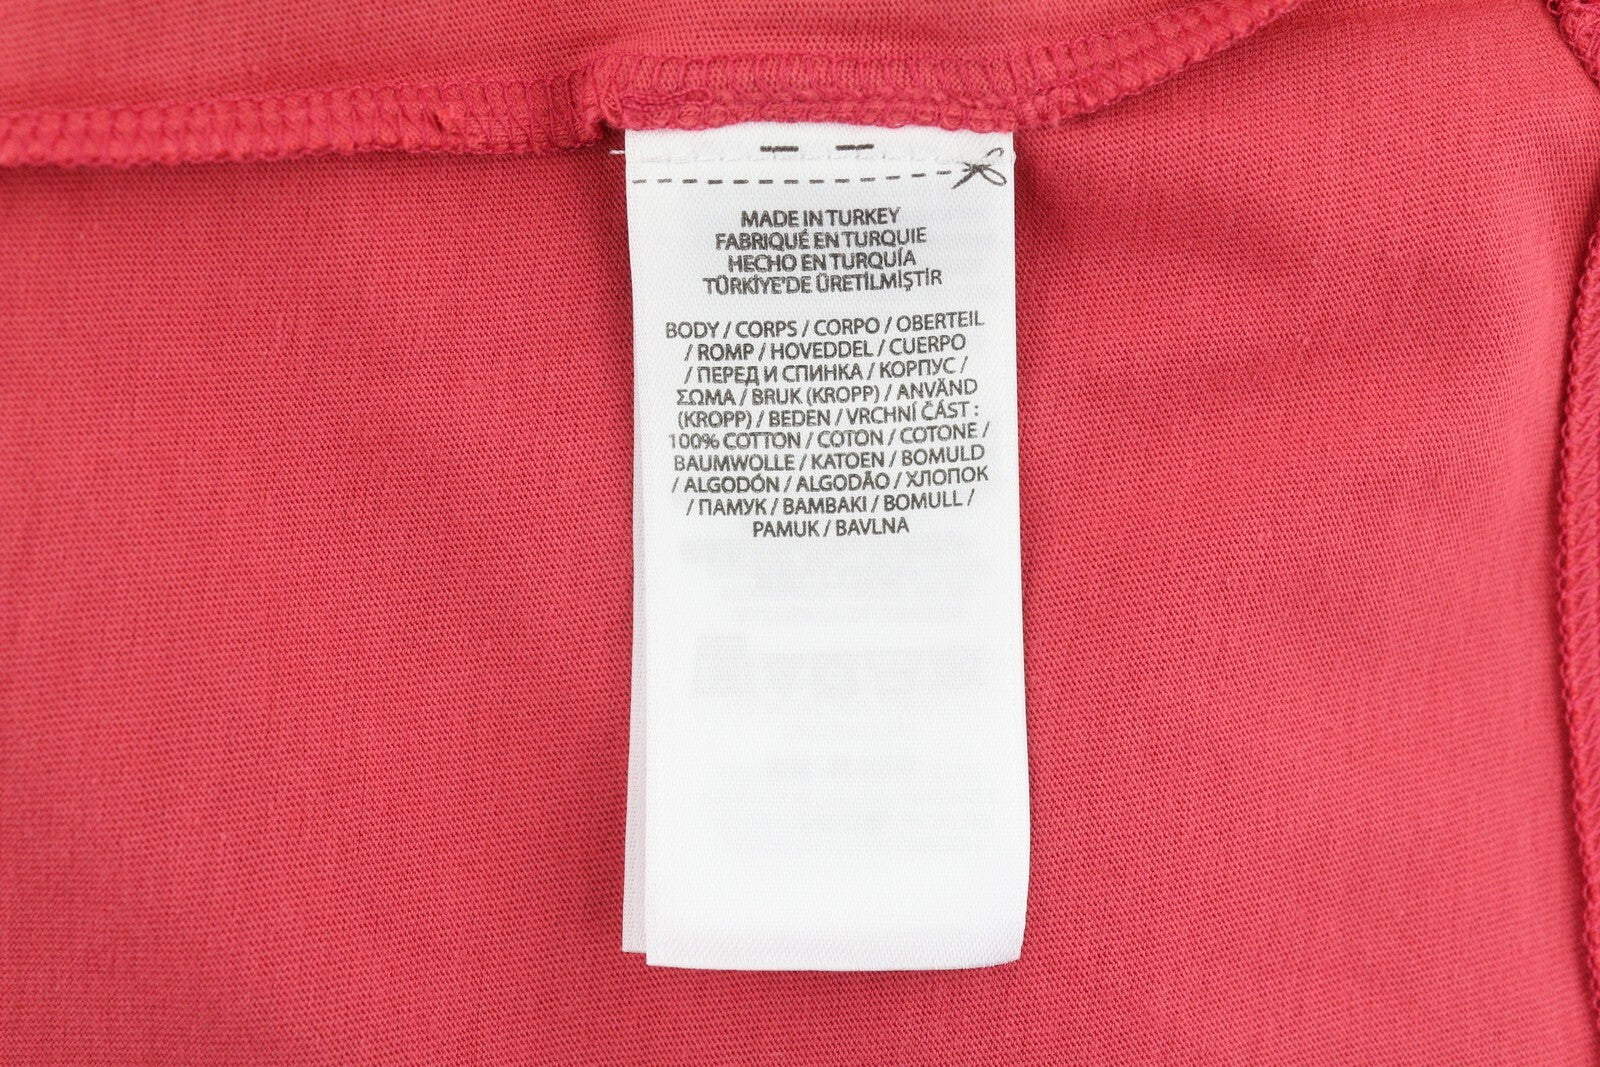 MADE IN TURKEY
FABRIQUÉ EN TURQUIE
HECHO EN TURQUÍA
TÜRKİYE'DE ÜRETİLMİŞTİR
BODY / CORPS / CORPO / OBERTEIL
/ ROMP / HOVEDDEL / CUERPO
/ ПЕРЕД И СПИНКА / КОРПУС /
ΣΩΜΑ / BRUK (KROPP) / ANVÄND
(KROPP) / BEDEN / VRCHNÍ ČÁST :
100% COTTON / COTON / COTONE /
BAUMWOLLE / KATOEN / BOMULD
/ ALGODÓN / ALGODÃO / ХЛОПОК
/ ПАМУК / BAMBAKI / BOMULL /
PAMUK / BAVLNA